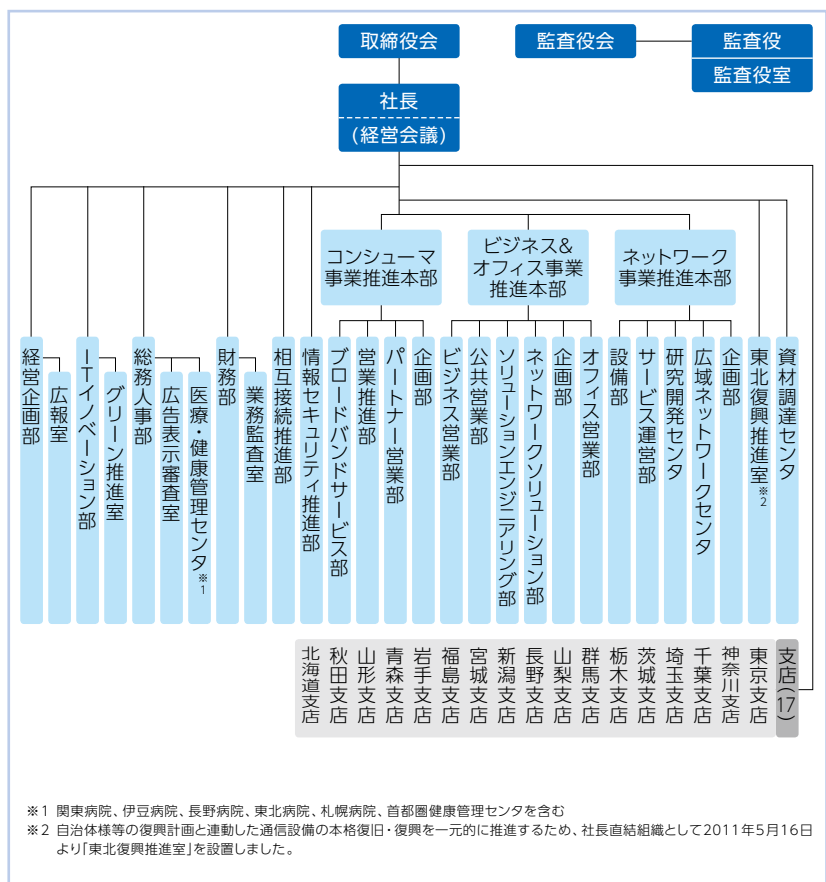 取締役会
監査役会
監査役
監査役室
社長
(経営会議)
コンシューマ
事業推進本部
ビジネス&
オフィス事業
推進本部
ネットワーク
事業推進本部
経営企画部
広報室
ITイノベーション部
グリーン推進室
総務人事部
広告表示審査室
医療・健康管理センタ※1
財務部
業務監査室
相互接続推進部
情報セキュリティ推進部
ブロードバンドサービス部
営業推進部
パートナー営業部
企画部
ビジネス営業部
公共営業部
ソリューションエンジニアリング部
ネットワークソリューション部
企画部
オフィス営業部
設備部
サービス運営部
研究開発センタ
広域ネットワークセンタ
企画部
東北復興推進室※2
資材調達センタ
北海道支店
秋田支店
山形支店
青森支店
岩手支店
福島支店
宮城支店
新潟支店
長野支店
山梨支店
群馬支店
栃木支店
茨城支店
埼玉支店
千葉支店
神奈川支店
東京支店
支店(17)
※1 関東病院、伊豆病院、長野病院、東北病院、札幌病院、首都圏健康管理センタを含む
※2 自治体様等の復興計画と連動した通信設備の本格復旧・復興を一元的に推進するため、社長直結組織として2011年5月16日
より「東北復興推進室」を設置しました。